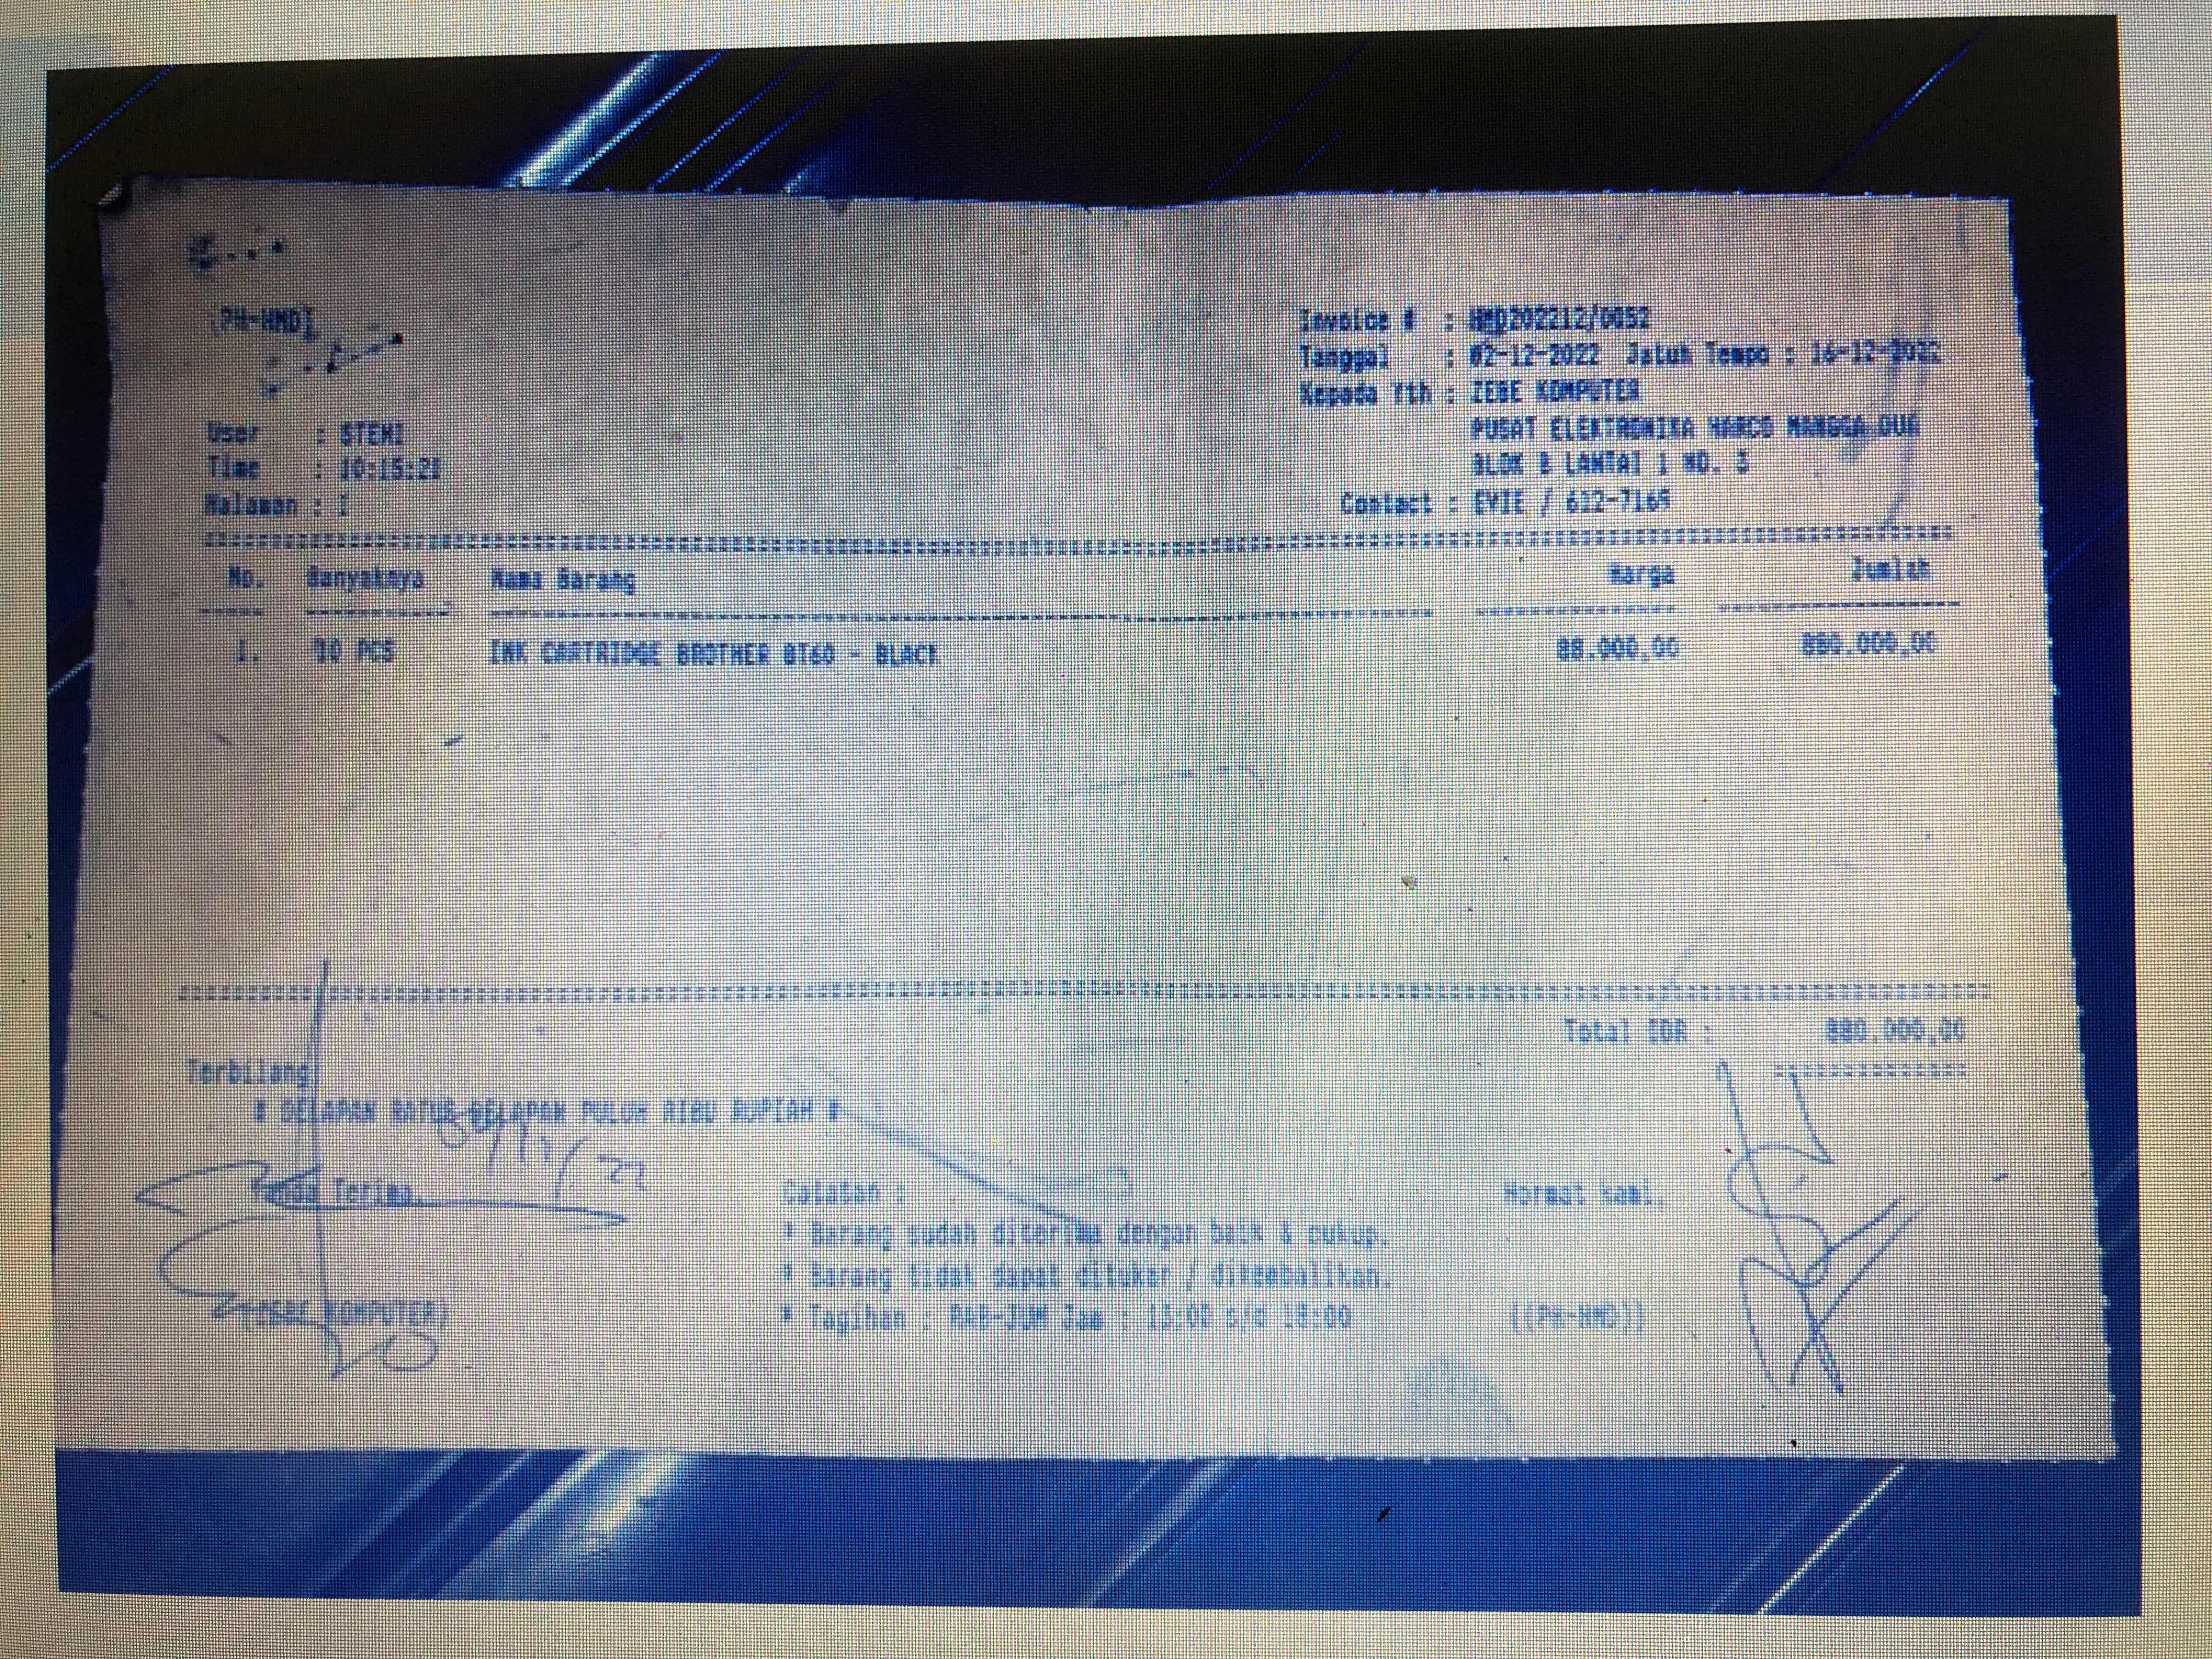 (PH-HMD)
Invoice # : HMD202212/0052
Tanggal : 02-12-2022 Jatuh Tempo : 16-12-2022
Kepada Yth : ZEBE KOMPUTER
PUSAT ELEKTRONIKA HARCO MANGGA DUA
BLOK B LANTAI 1 NO. 3
Contact : EVIE / 612-7165
User : STEMI
Time : 10:15:21
Halaman : 1
No. Banyaknya Nama Barang Harga Jumlah
1. 10 PCS INK CARTRIDGE BROTHER BT60 - BLACK 88.000,00 880.000,00
Total IDR : 880.000,00
Terbilang
# DELAPAN RATUS DELAPAN PULUH RIBU RUPIAH #
Tanda Terima,
Catatan :
Hormat kami,
* Barang sudah diterima dengan baik & cukup.
* Barang tidak dapat ditukar / dikembalikan.
* Tagihan : RAB-JUM Jam : 13:00 s/d 18:00
(ZEBE KOMPUTER)
((PH-HMD))